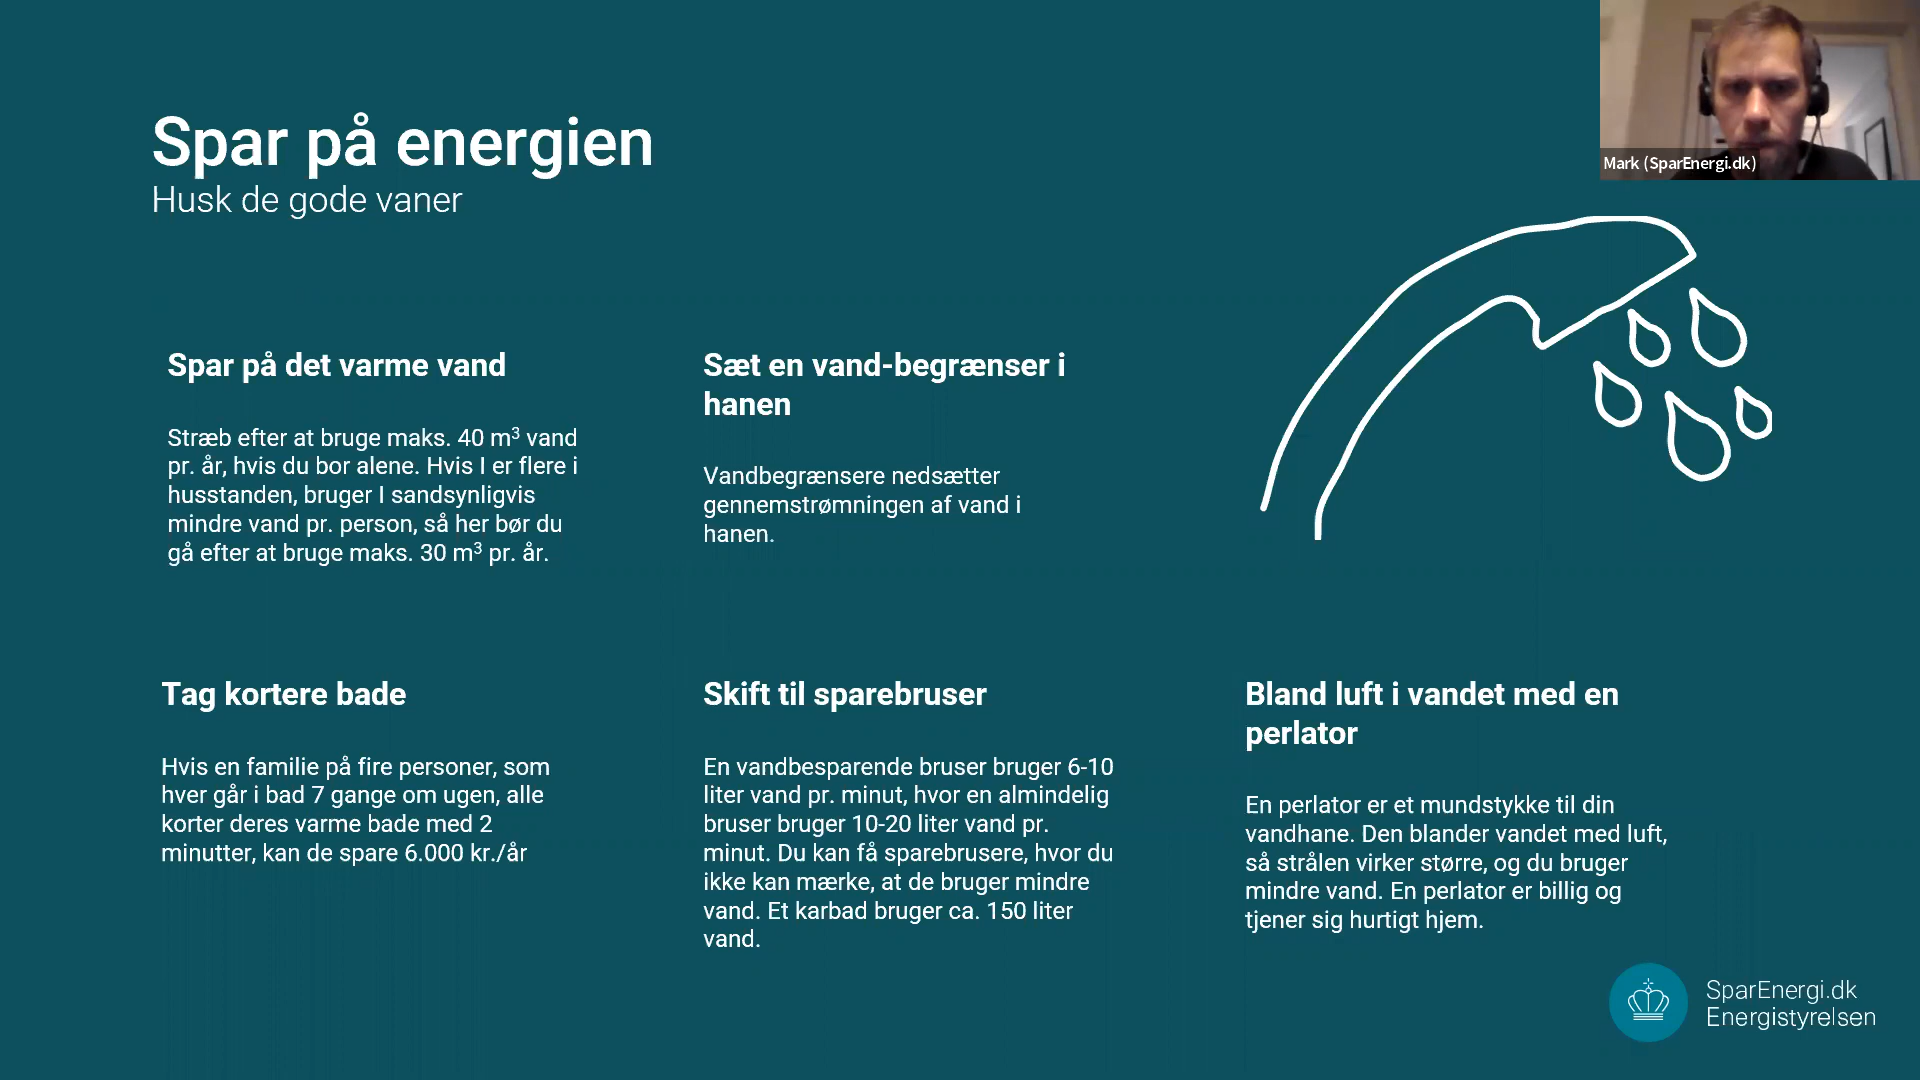 Spar på energien
Husk de gode vaner
Mark (SparEnergi.dk)
Spar på det varme vand
Stræb efter at bruge maks. 40 m³ vand
pr. år, hvis du bor alene. Hvis I er flere i
husstanden, bruger I sandsynligvis
mindre vand pr. person, så her bør du
gå efter at bruge maks. 30 m³ pr. år.
Sæt en vand-begrænser i
hanen
Vandbegrænsere nedsætter
gennemstrømningen af vand i
hanen.
Tag kortere bade
Hvis en familie på fire personer, som
hver går i bad 7 gange om ugen, alle
korter deres varme bade med 2
minutter, kan de spare 6.000 kr./år
Skift til sparebruser
En vandbesparende bruser bruger 6-10
liter vand pr. minut, hvor en almindelig
bruser bruger 10-20 liter vand pr.
minut. Du kan få sparebrusere, hvor du
ikke kan mærke, at de bruger mindre
vand. Et karbad bruger ca. 150 liter
vand.
Bland luft i vandet med en
perlator
En perlator er et mundstykke til din
vandhane. Den blander vandet med luft,
så strålen virker større, og du bruger
mindre vand. En perlator er billig og
tjener sig hurtigt hjem.
SparEnergi.dk
Energistyrelsen